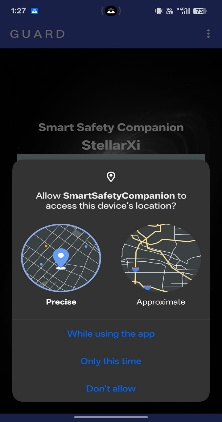 1:27
GUARD
Smart Safety Companion
StellarXi
Allow SmartSafetyCompanion to
access this device's location?
Precise
Approximate
While using the app
Only this time
Don't allow